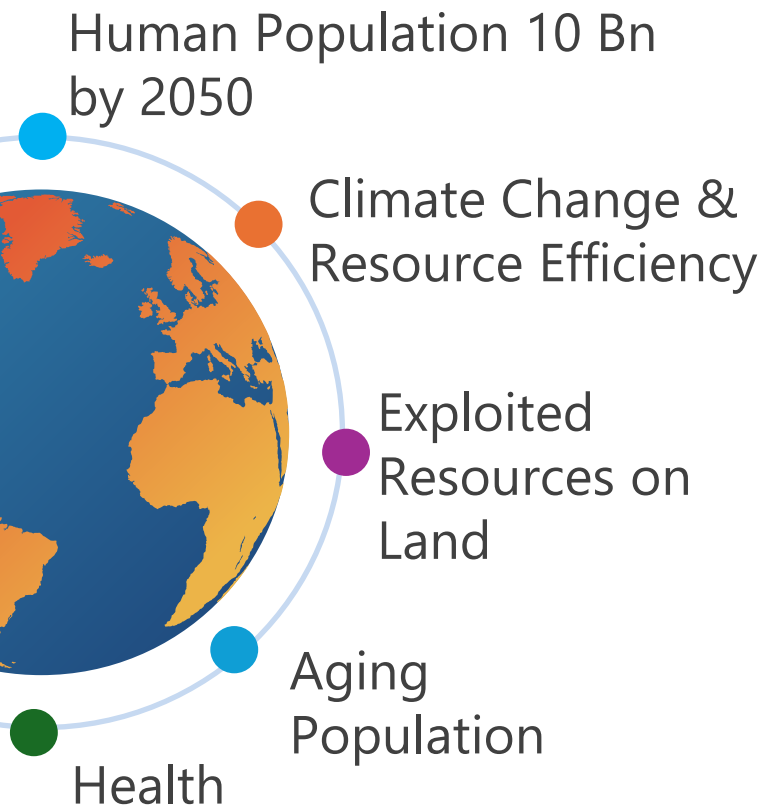 Human Population 10 Bn
by 2050
Climate Change &
Resource Efficiency
Exploited
Resources on
Land
Aging
Population
Health